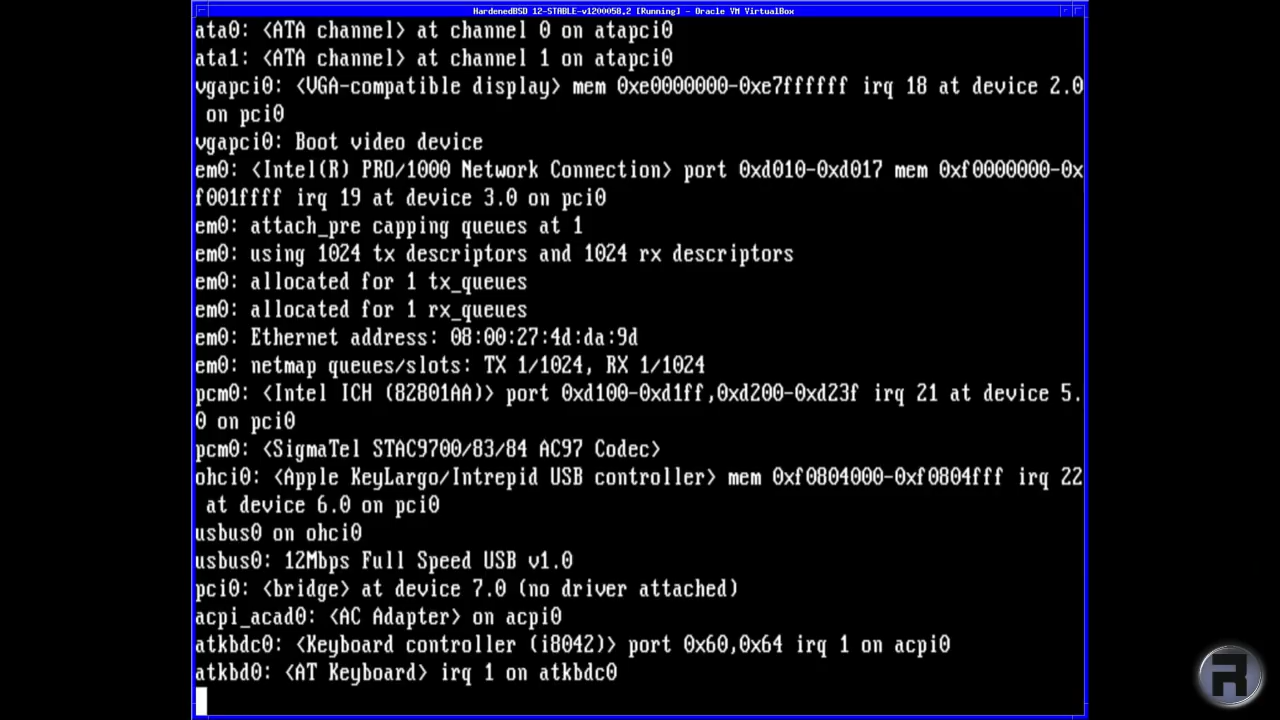 HardenedBSD 12-STABLE-v1200058.2 [Running] - Oracle VM VirtualBox
ata0: <ATA channel> at channel 0 on atapci0
ata1: <ATA channel> at channel 1 on atapci0
vgapci0: <VGA-compatible display> mem 0xe0000000-0xe7ffffff irq 18 at device 2.0
 on pci0
vgapci0: Boot video device
em0: <Intel(R) PRO/1000 Network Connection> port 0xd010-0xd017 mem 0xf0000000-0x
f001ffff irq 19 at device 3.0 on pci0
em0: attach_pre capping queues at 1
em0: using 1024 tx descriptors and 1024 rx descriptors
em0: allocated for 1 tx_queues
em0: allocated for 1 rx_queues
em0: Ethernet address: 08:00:27:4d:da:9d
em0: netmap queues/slots: TX 1/1024, RX 1/1024
pcm0: <Intel ICH (82801AA)> port 0xd100-0xd1ff,0xd200-0xd23f irq 21 at device 5.
0 on pci0
pcm0: <SigmaTel STAC9700/83/84 AC97 Codec>
ohci0: <Apple KeyLargo/Intrepid USB controller> mem 0xf0804000-0xf0804fff irq 22
 at device 6.0 on pci0
usbus0 on ohci0
usbus0: 12Mbps Full Speed USB v1.0
pci0: <bridge> at device 7.0 (no driver attached)
acpi_acad0: <AC Adapter> on acpi0
atkbdc0: <Keyboard controller (i8042)> port 0x60,0x64 irq 1 on acpi0
atkbd0: <AT Keyboard> irq 1 on atkbdc0
R